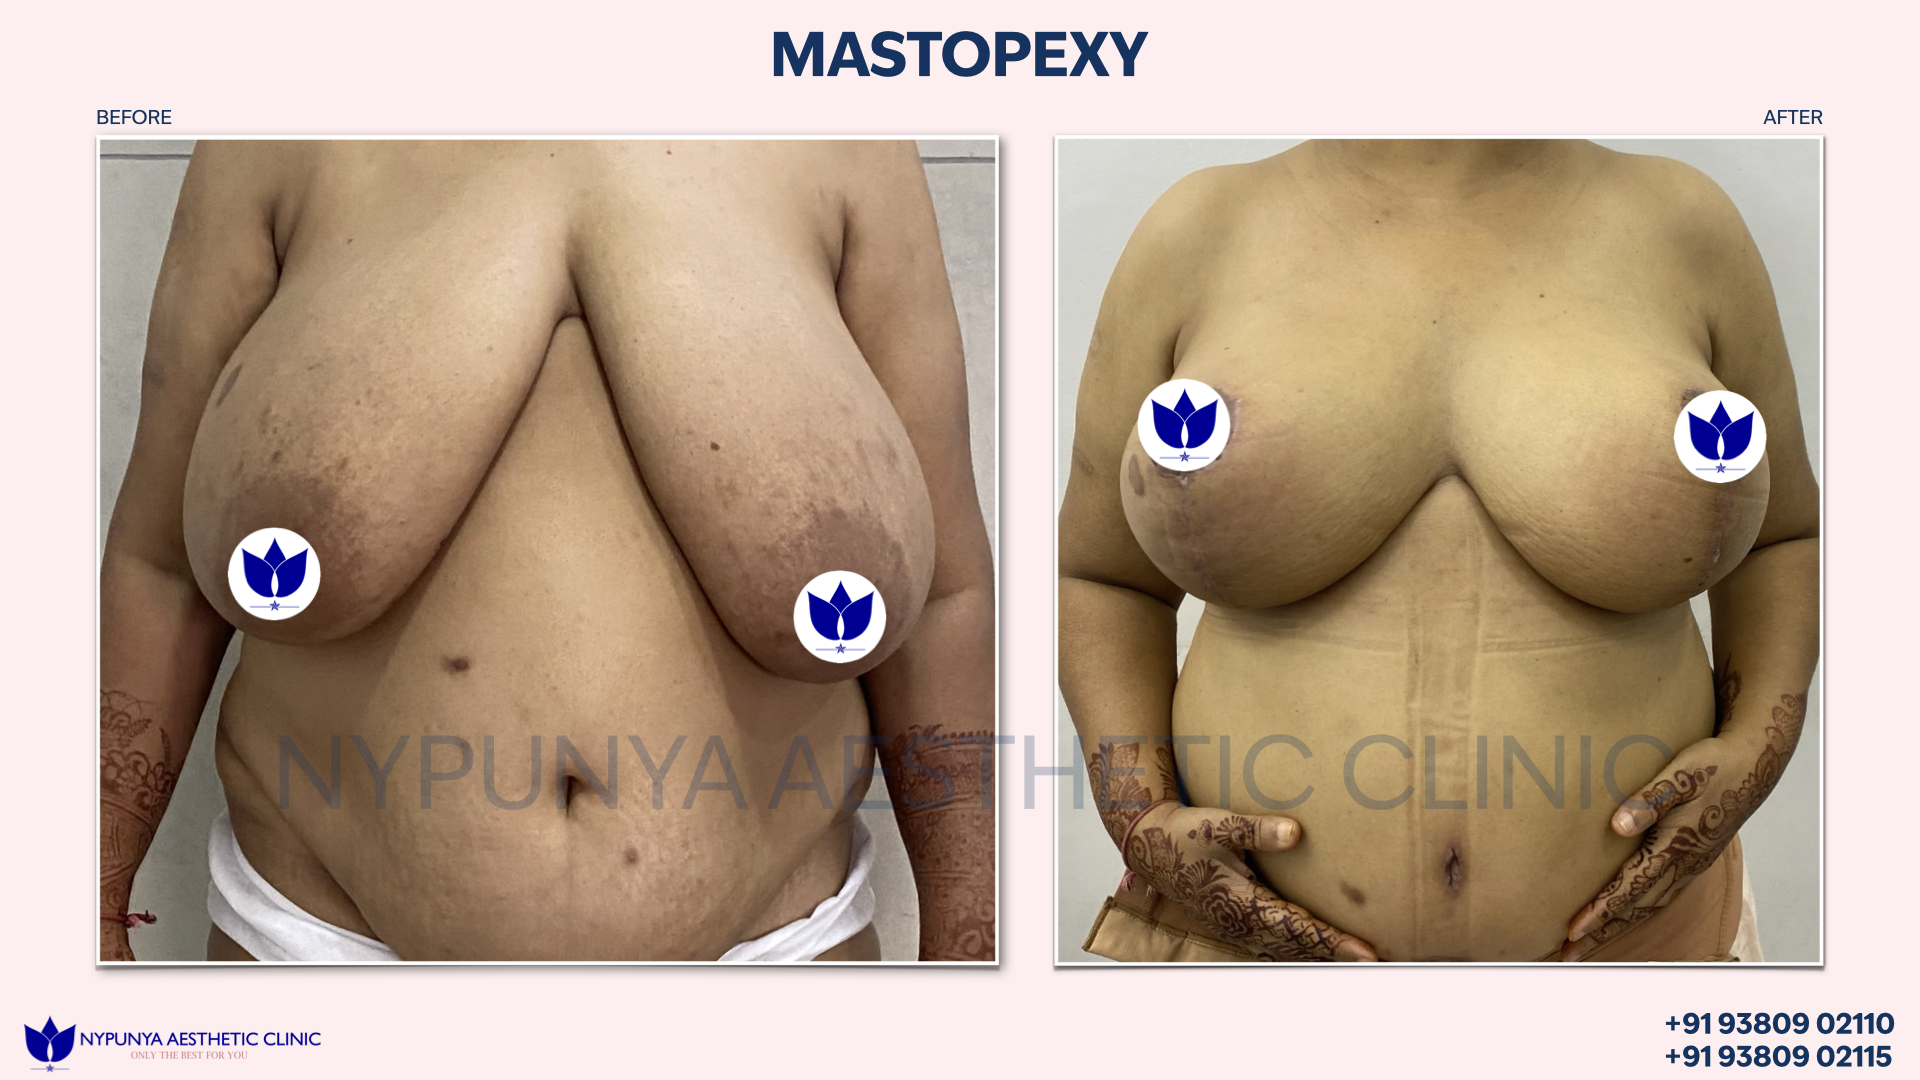 MASTOPEXY
BEFORE
AFTER
NYPUNYA AESTHETIC CLINIC
NYPUNYA AESTHETIC CLINIC
ONLY THE BEST FOR YOU
+91 93809 02110
+91 93809 02115